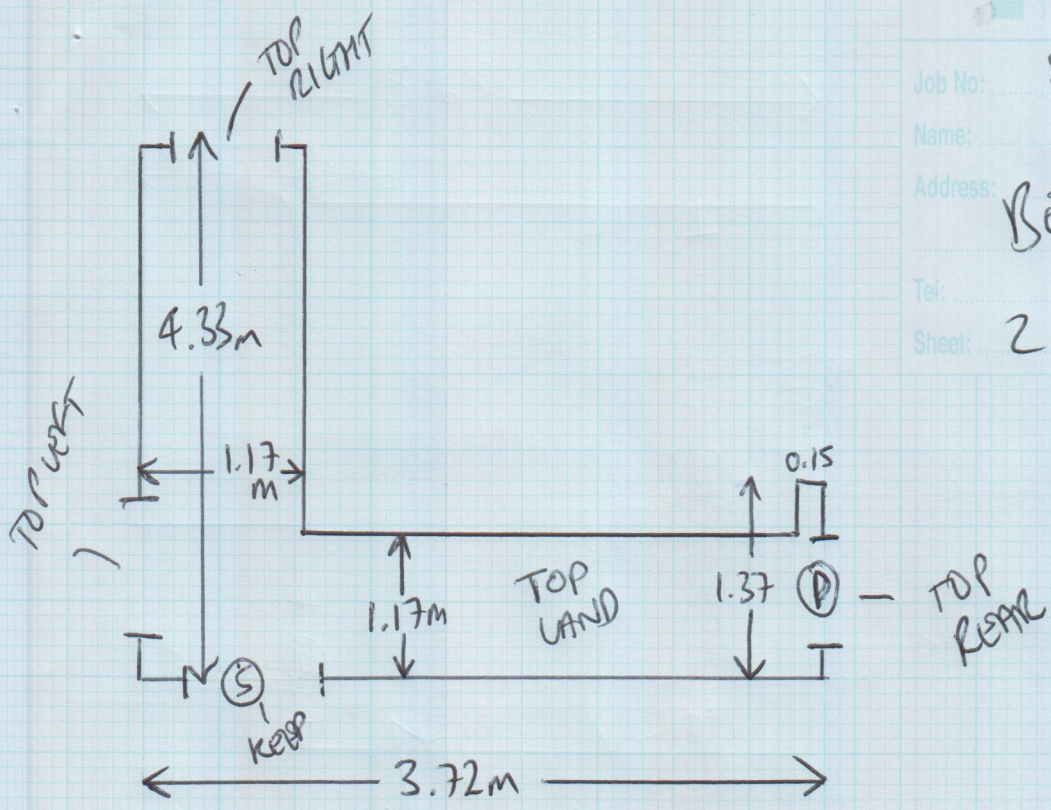 TOP
RIGHT
Job No:
Name:
Address:
Tel:
Sheet: 2
4.33m
1.17
m
0.15
TOP LEFT
1.17m
TOP
LAND
1.37
P
TOP
REAR
S
KEEP
3.72m